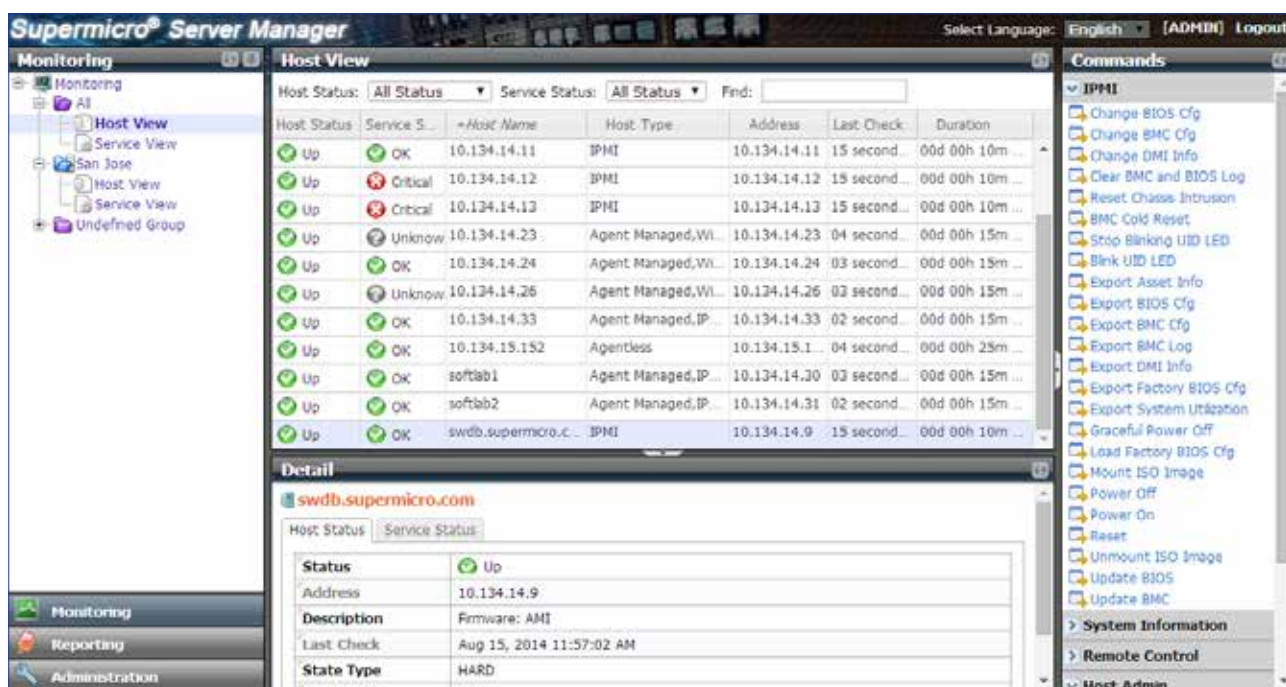 Supermicro® Server Manager
Select Language: English [ADMIN] Logout
Monitoring
Monitoring
All
Host View
Service View
San Jose
Host View
Service View
Undefined Group
Monitoring
Reporting
Administration
Host View
Host Status: All Status Service Status: All Status Find:
Host Status Service S... Host Name Host Type Address Last Check Duration
Up OK 10.134.14.11 IPMI 10.134.14.11 15 second... 00d 00h 10m ...
Up Critical 10.134.14.12 IPMI 10.134.14.12 15 second... 00d 00h 10m ...
Up Critical 10.134.14.13 IPMI 10.134.14.13 15 second... 00d 00h 10m ...
Up Unknow 10.134.14.23 Agent Managed,Wi... 10.134.14.23 04 second... 00d 00h 15m ...
Up OK 10.134.14.24 Agent Managed,Wi... 10.134.14.24 03 second... 00d 00h 15m ...
Up Unknow 10.134.14.26 Agent Managed,Wi... 10.134.14.26 03 second... 00d 00h 15m ...
Up OK 10.134.14.33 Agent Managed,IP... 10.134.14.33 02 second... 00d 00h 15m ...
Up OK 10.134.15.152 Agentless 10.134.15.1... 04 second... 00d 00h 25m ...
Up OK softlab1 Agent Managed,IP... 10.134.14.30 03 second... 00d 00h 15m ...
Up OK softlab2 Agent Managed,IP... 10.134.14.31 02 second... 00d 00h 15m ...
Up OK swdb.supermicro.c... IPMI 10.134.14.9 15 second... 00d 00h 10m ...
Detail
swdb.supermicro.com
Host Status Service Status
Status Up
Address 10.134.14.9
Description Firmware: AMI
Last Check Aug 15, 2014 11:57:02 AM
State Type HARD
Commands
IPMI
Change BIOS Cfg
Change BMC Cfg
Change DMI Info
Clear BMC and BIOS Log
Reset Chassis Intrusion
BMC Cold Reset
Stop Blinking UID LED
Blink UID LED
Export Asset Info
Export BIOS Cfg
Export BMC Cfg
Export BMC Log
Export DMI Info
Export Factory BIOS Cfg
Export System Utilization
Graceful Power Off
Load Factory BIOS Cfg
Mount ISO Image
Power Off
Power On
Reset
Unmount ISO Image
Update BIOS
Update BMC
System Information
Remote Control
Host Admin